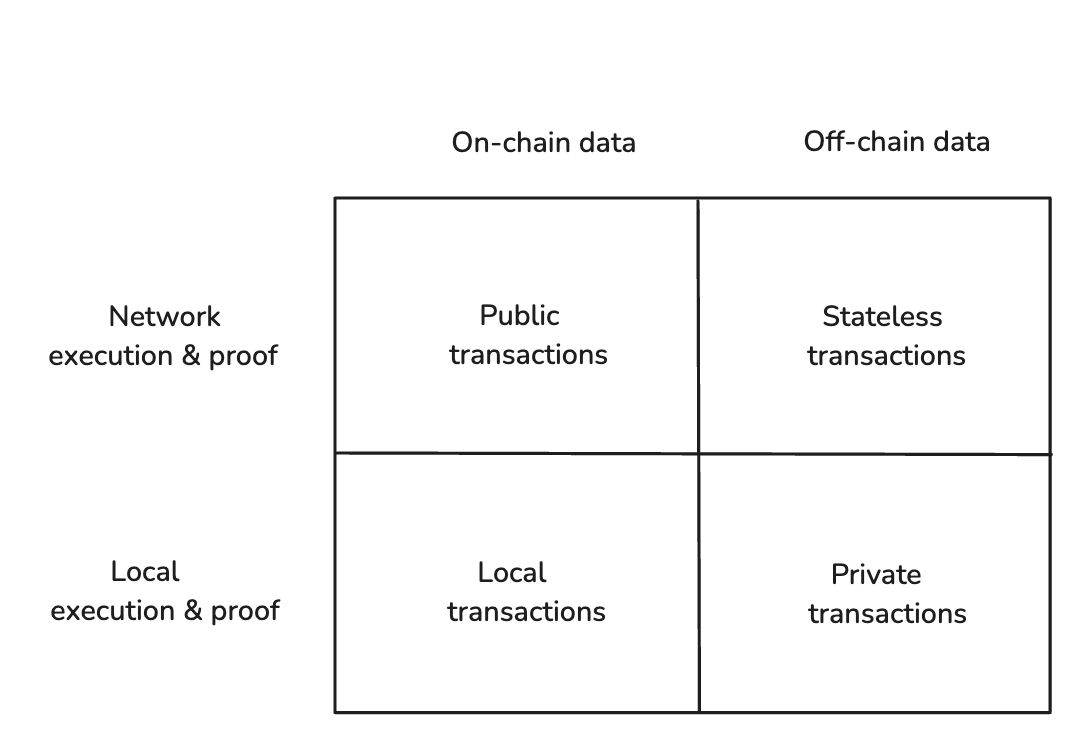 On-chain data
Off-chain data
Network
execution & proof
Public
transactions
Stateless
transactions
Local
execution & proof
Local
transactions
Private
transactions